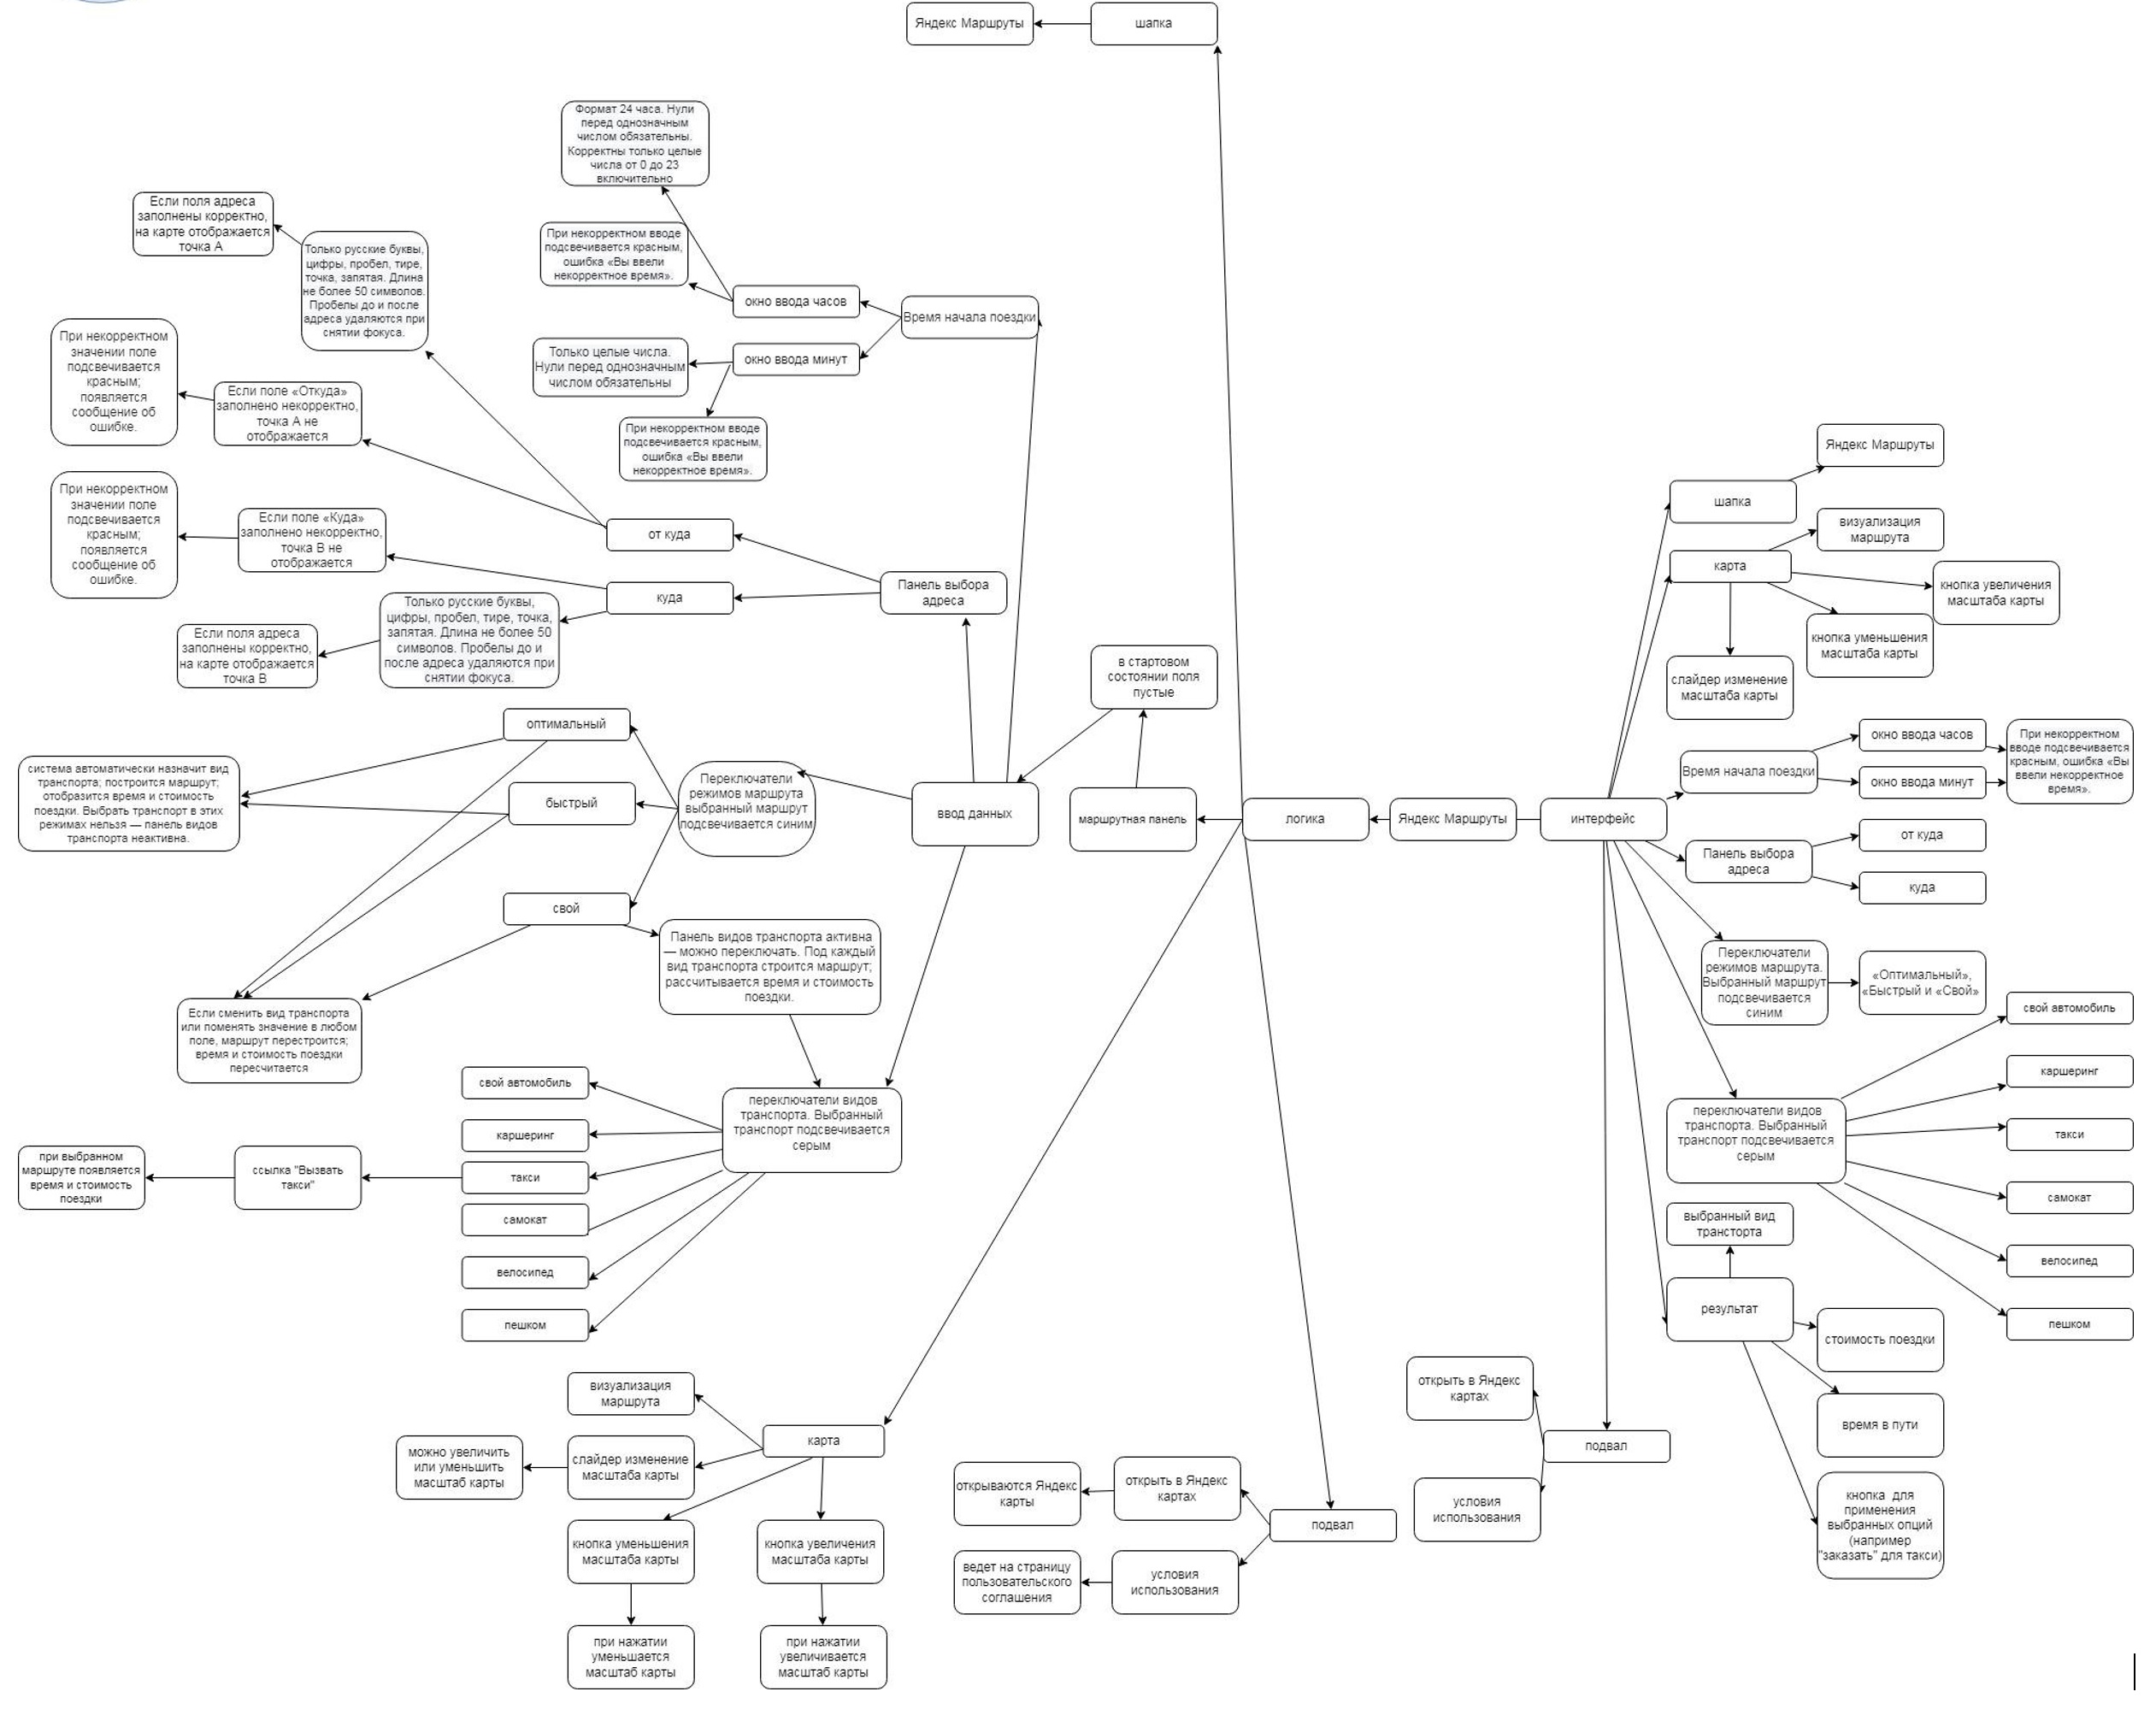 Яндекс Маршруты
шапка
Формат 24 часа. Нули
перед однозначным
числом обязательны.
Корректны только целые
числа от 0 до 23
включительно
При некорректном вводе
подсвечивается красным,
ошибка «Вы ввели
некорректное время».
окно ввода часов
Время начала поездки
Только целые числа.
Нули перед однозначным
числом обязательны
окно ввода минут
При некорректном вводе
подсвечивается красным,
ошибка «Вы ввели
некорректное время».
Если поля адреса
заполнены корректно,
на карте отображается
точка А
Только русские буквы,
цифры, пробел, тире,
точка, запятая. Длина
не более 50 символов.
Пробелы до и после
адреса удаляются при
снятии фокуса.
При некорректном
значении поле
подсвечивается
красным;
появляется
сообщение об
ошибке.
Если поле «Откуда»
заполнено некорректно,
точка А не
отображается
При некорректном
значении поле
подсвечивается
красным;
появляется
сообщение об
ошибке.
Если поле «Куда»
заполнено некорректно,
точка В не
отображается
от куда
куда
Панель выбора
адреса
Если поля адреса
заполнены корректно,
на карте отображается
точка В
Только русские буквы,
цифры, пробел, тире, точка,
запятая. Длина не более 50
символов. Пробелы до и
после адреса удаляются при
снятии фокуса.
в стартовом
состоянии поля
пустые
оптимальный
система автоматически назначит вид
транспорта; построится маршрут;
отобразится время и стоимость
поездки. Выбрать транспорт в этих
режимах нельзя — панель видов
транспорта неактивна.
быстрый
Переключатели
режимов маршрута
выбранный маршрут
подсвечивается синим
ввод данных
маршрутная панель
логика
Яндекс Маршруты
интерфейс
свой
Панель видов транспорта активна
— можно переключать. Под каждый
вид транспорта строится маршрут;
рассчитывается время и стоимость
поездки.
Если сменить вид транспорта
или поменять значение в любом
поле, маршрут перестроится;
время и стоимость поездки
пересчитается
свой автомобиль
каршеринг
такси
самокат
велосипед
пешком
переключатели видов
транспорта. Выбранный
транспорт подсвечивается
серым
ссылка "Вызвать
такси"
при выбранном
маршруте появляется
время и стоимость
поездки
визуализация
маршрута
карта
слайдер изменение
масштаба карты
можно увеличить
или уменьшить
масштаб карты
кнопка уменьшения
масштаба карты
кнопка увеличения
масштаба карты
при нажатии
уменьшается
масштаб карты
при нажатии
увеличивается
масштаб карты
открываются Яндекс
карты
открыть в Яндекс
картах
подвал
ведет на страницу
пользовательского
соглашения
условия
использования
Яндекс Маршруты
шапка
визуализация
маршрута
карта
кнопка увеличения
масштаба карты
кнопка уменьшения
масштаба карты
слайдер изменение
масштаба карты
окно ввода часов
Время начала поездки
окно ввода минут
При некорректном
вводе подсвечивается
красным, ошибка «Вы
ввели некорректное
время».
Панель выбора
адреса
от куда
куда
Переключатели
режимов маршрута.
Выбранный маршрут
подсвечивается
синим
«Оптимальный»,
«Быстрый и «Свой»
переключатели видов
транспорта. Выбранный
транспорт подсвечивается
серым
свой автомобиль
каршеринг
такси
самокат
велосипед
пешком
выбранный вид
трансторта
результат
стоимость поездки
время в пути
кнопка для
применения
выбранных опций
(например
"заказать" для такси)
открыть в Яндекс
картах
подвал
условия
использования